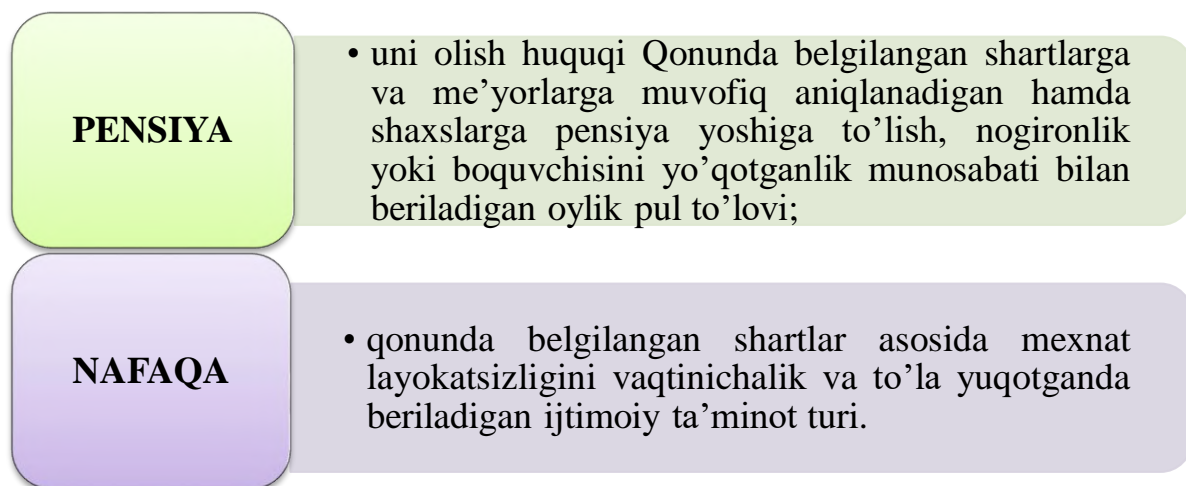 PENSIYA
• uni olish huquqi Qonunda belgilangan shartlarga
va me’yorlarga muvofiq aniqlanadigan hamda
shaxslarga pensiya yoshiga to’lish, nogironlik
yoki boquvchisini yo’qotganlik munosabati bilan
beriladigan oylik pul to’lovi;
NAFAQA
• qonunda belgilangan shartlar asosida mexnat
layokatsizligini vaqtinichalik va to’la yuqotganda
beriladigan ijtimoiy ta’minot turi.